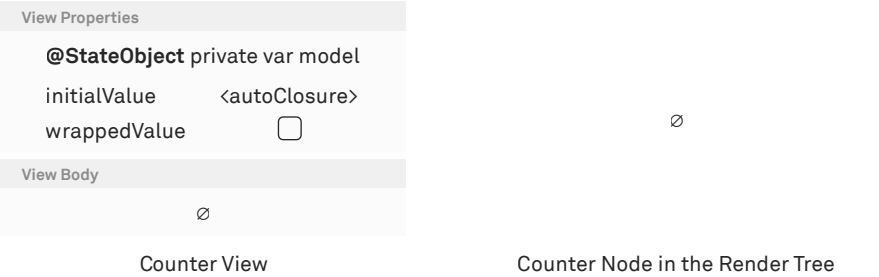 View Properties
@StateObject private var model
initialValue <autoClosure>
wrappedValue
∅
View Body
∅
Counter View
Counter Node in the Render Tree